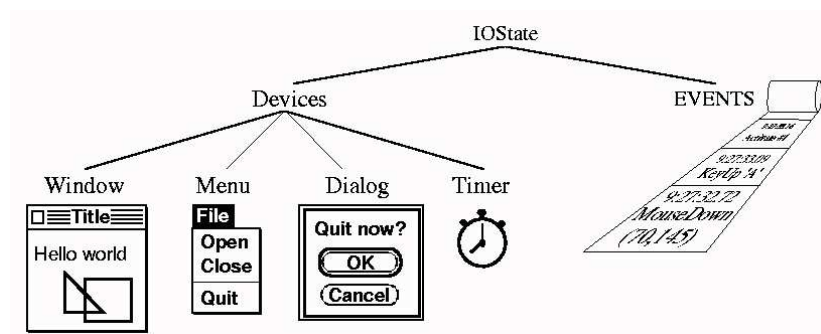 IOState
Devices
EVENTS
Window
Menu
Dialog
Timer
Title
Hello world
File
Open
Close
Quit
Quit now?
OK
Cancel
9:27:33.09
KeyUp 'A'
9:27:32.72
MouseDown
(70,145)